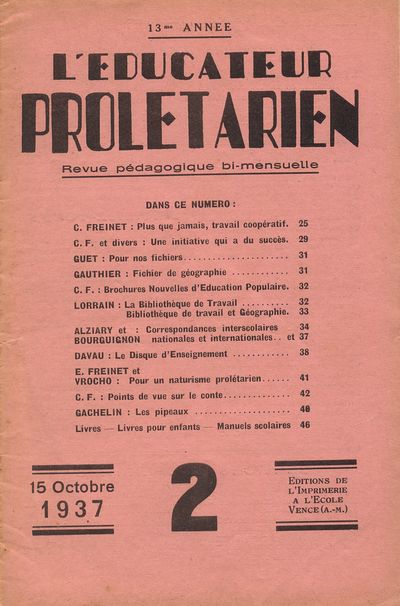 13me ANNEE
L'EDUCATEUR
PROLETARIEN
Revue pédagogique bi-mensuelle
DANS CE NUMERO :
C. FREINET : Plus que jamais, travail coopératif. 25
C. F. et divers : Une initiative qui a du succès. 29
GUET : Pour nos fichiers...................... 31
GAUTHIER : Fichier de géographie ............ 31
C. F. : Brochures Nouvelles d'Education Populaire. 32
LORRAIN : La Bibliothèque de Travail .......... 32
Bibliothèque de travail et Géographie. 33
ALZIARY et : Correspondances interscolaires 34
BOURGUIGNON nationales et internationales.. et 37
DAVAU : Le Disque d'Enseignement ............ 38
E. FREINET et
VROCHO : Pour un naturisme prolétarien...... 41
C. F. : Points de vue sur le conte............. 42
GACHELIN : Les pipeaux .................... 40
Livres — Livres pour enfants — Manuels scolaires 46
15 Octobre
1937
2
EDITIONS DE
L'IMPRIMERIE
A L'ECOLE
VENCE (A.-M.)